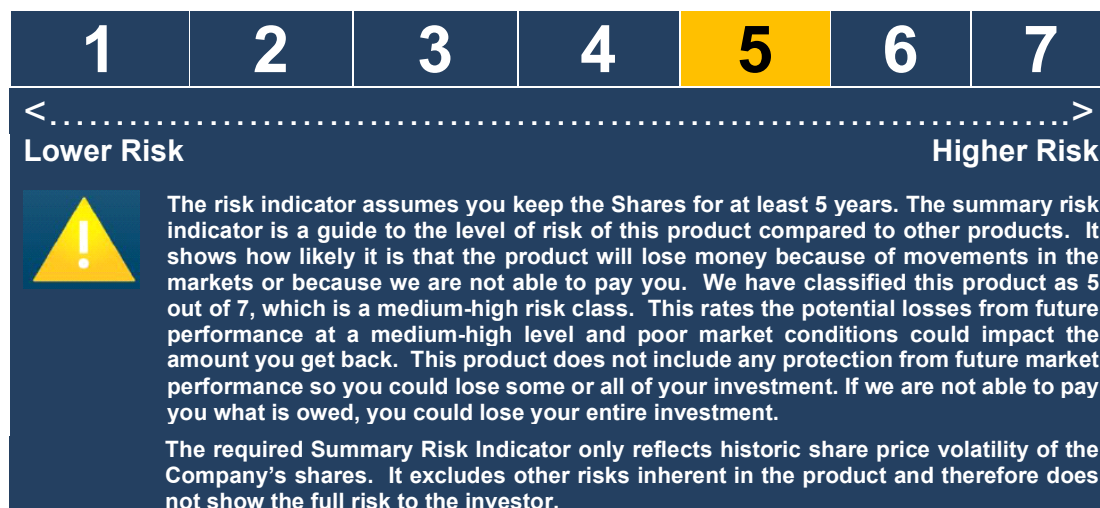 1 2 3 4 5 6 7
<...............................................................................>
Lower Risk Higher Risk
The risk indicator assumes you keep the Shares for at least 5 years. The summary risk
indicator is a guide to the level of risk of this product compared to other products. It
shows how likely it is that the product will lose money because of movements in the
markets or because we are not able to pay you. We have classified this product as 5
out of 7, which is a medium-high risk class. This rates the potential losses from future
performance at a medium-high level and poor market conditions could impact the
amount you get back. This product does not include any protection from future market
performance so you could lose some or all of your investment. If we are not able to pay
you what is owed, you could lose your entire investment.
The required Summary Risk Indicator only reflects historic share price volatility of the
Company's shares. It excludes other risks inherent in the product and therefore does
not show the full risk to the investor.